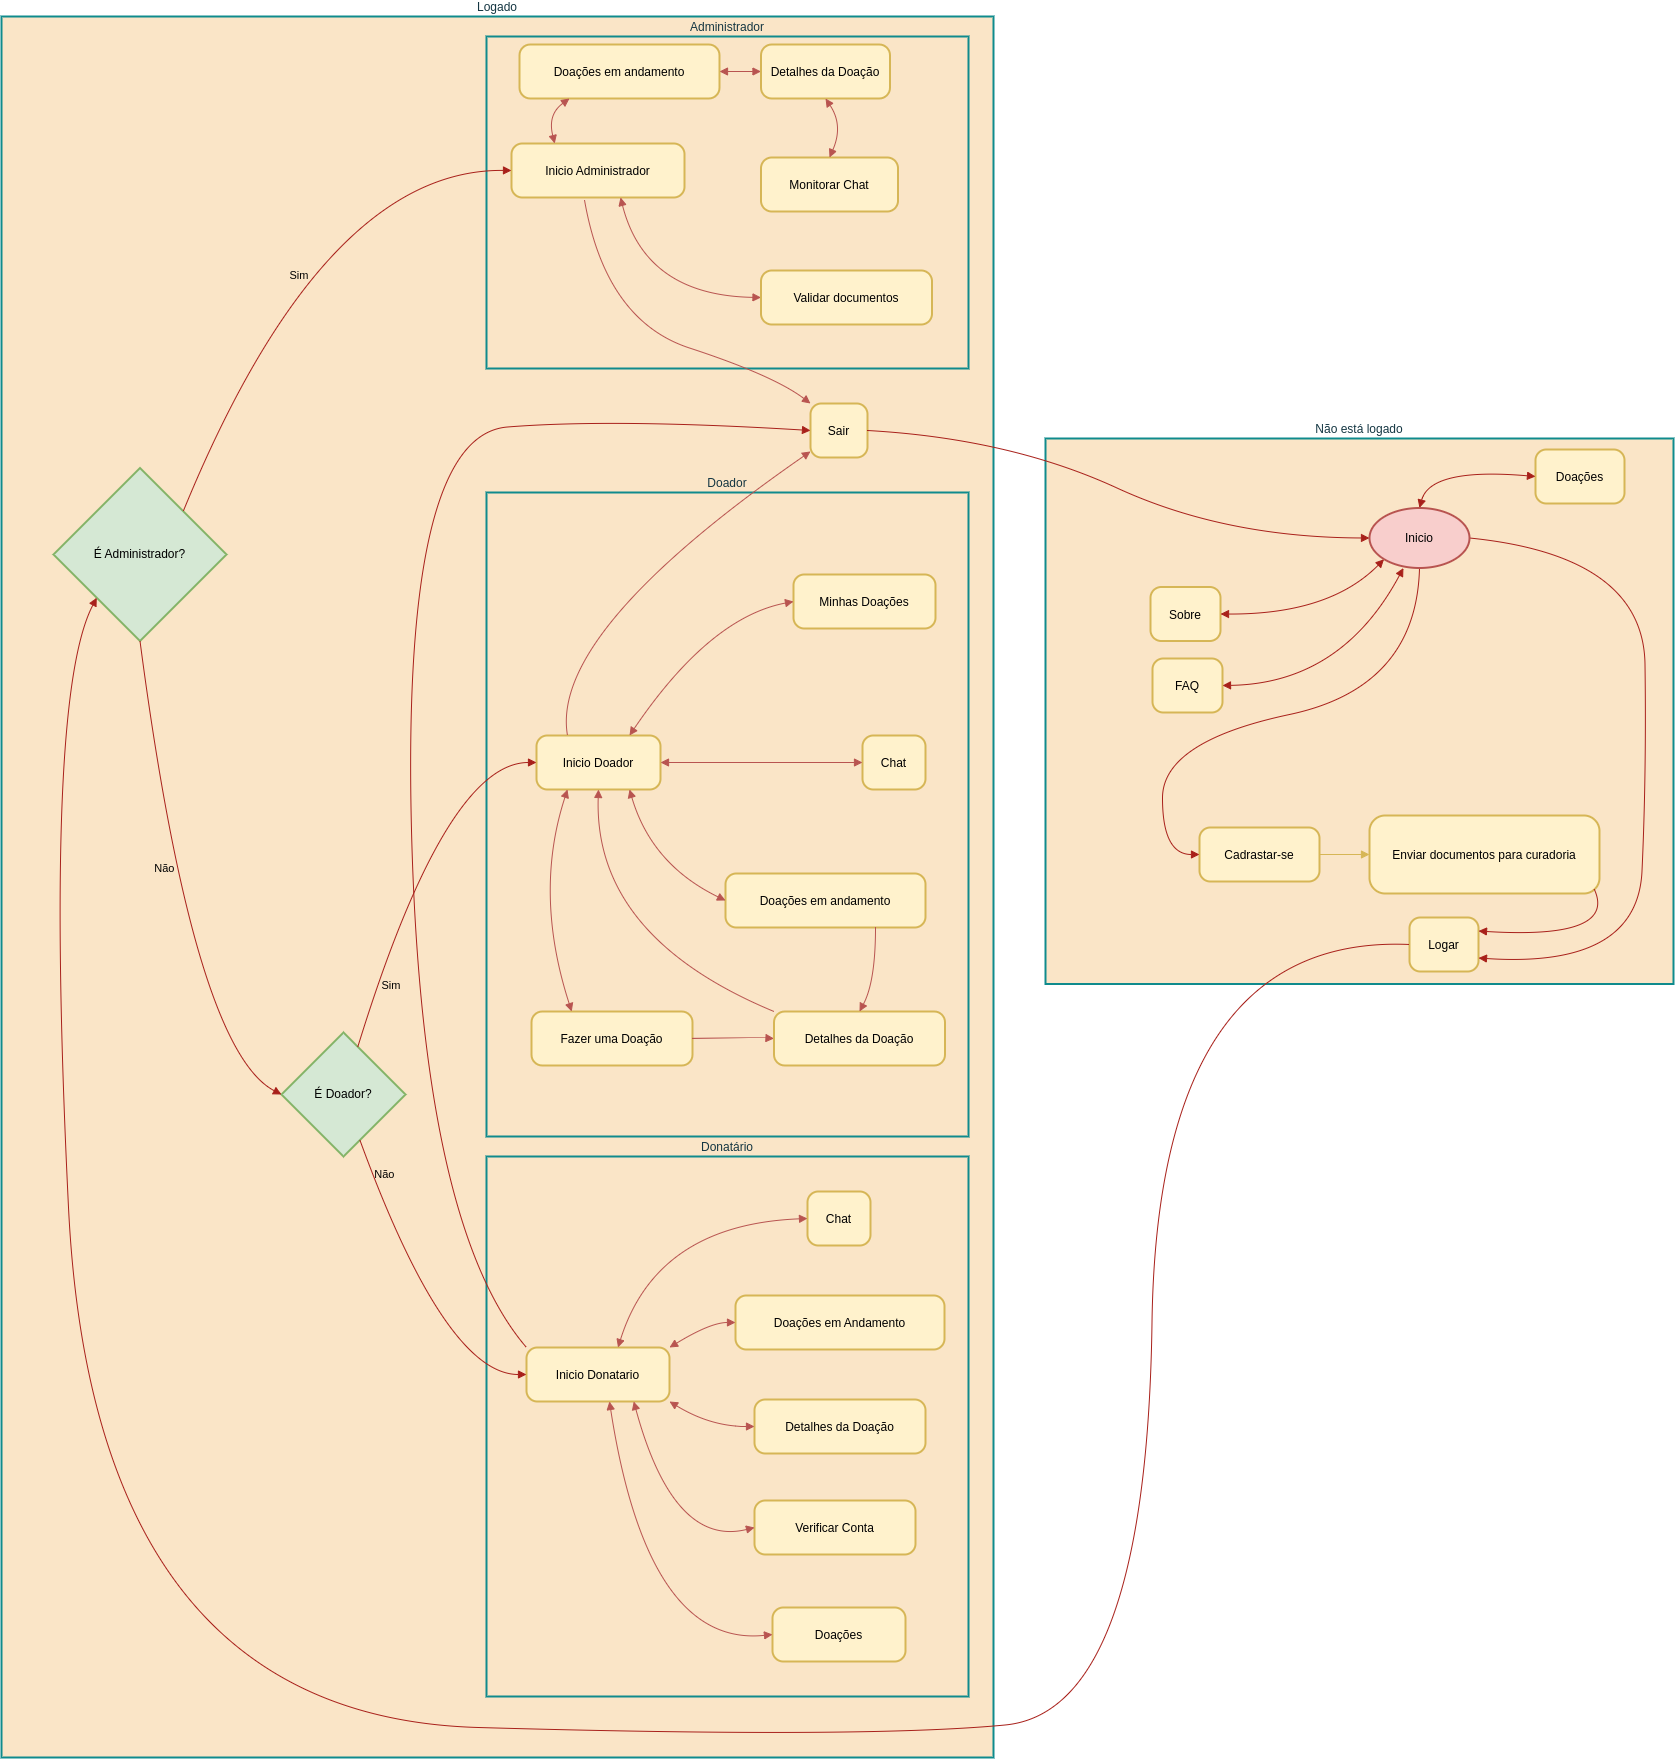 Logado
Administrador
Doações em andamento
Detalhes da Doação
Inicio Administrador
Monitorar Chat
Sim
Validar documentos
Sair
Não está logado
Doações
Inicio
Sobre
FAQ
Cadrastar-se
Enviar documentos para curadoria
Logar
Doador
É Administrador?
Minhas Doações
Inicio Doador
Chat
Não
Doações em andamento
Sim
Fazer uma Doação
Detalhes da Doação
É Doador?
Não
Donatário
Chat
Doações em Andamento
Inicio Donatario
Detalhes da Doação
Verificar Conta
Doações